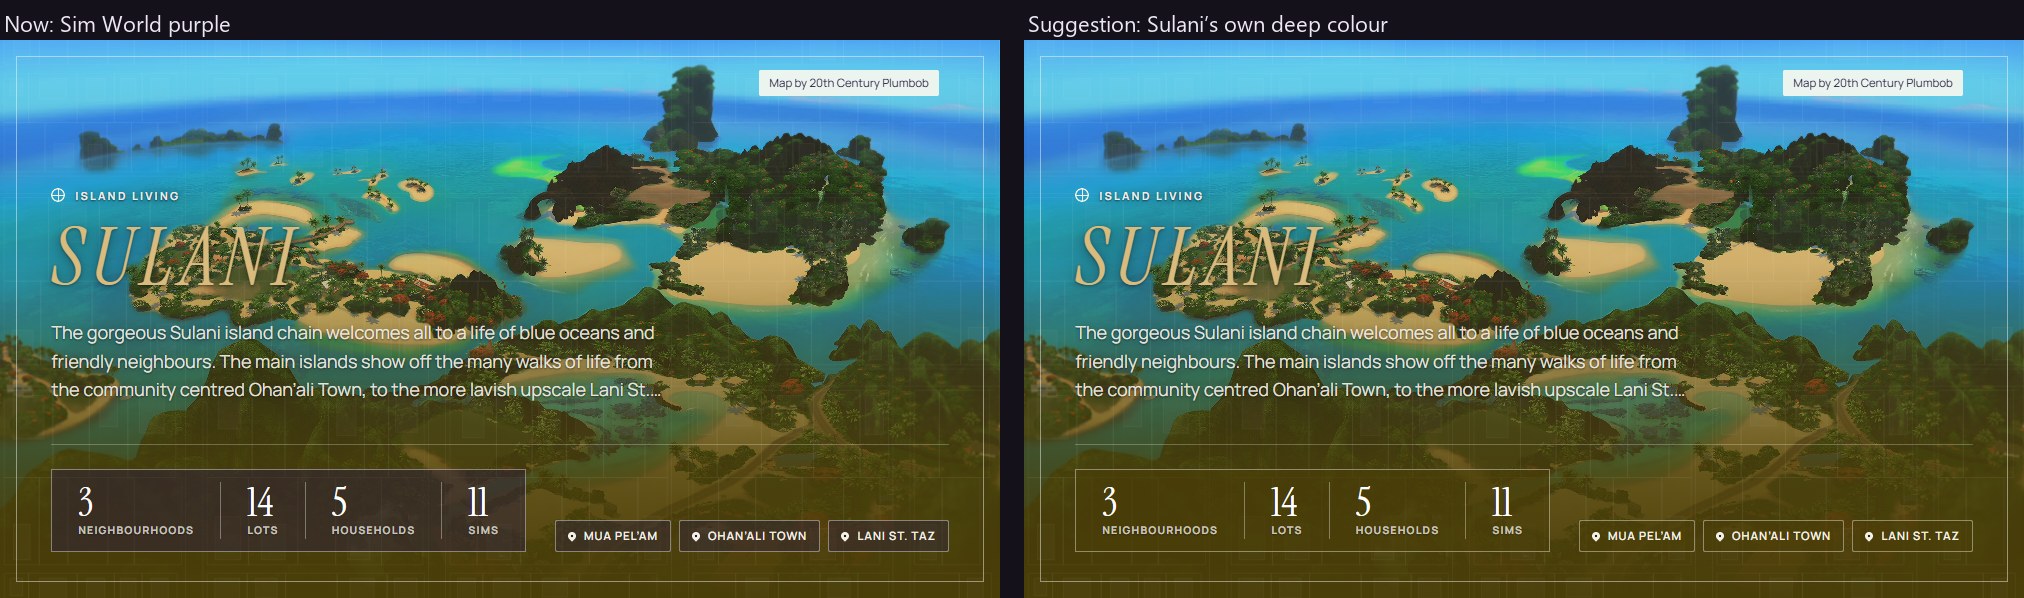 Now: Sim World purple
Map by 20th Century Plumbob
ISLAND LIVING
SULANI
The gorgeous Sulani island chain welcomes all to a life of blue oceans and
friendly neighbours. The main islands show off the many walks of life from
the community centred Ohan’ali Town, to the more lavish upscale Lani St....
3
NEIGHBOURHOODS
14
LOTS
5
HOUSEHOLDS
11
SIMS
MUA PEL’AM
OHAN’ALI TOWN
LANI ST. TAZ
Suggestion: Sulani’s own deep colour
Map by 20th Century Plumbob
ISLAND LIVING
SULANI
The gorgeous Sulani island chain welcomes all to a life of blue oceans and
friendly neighbours. The main islands show off the many walks of life from
the community centred Ohan’ali Town, to the more lavish upscale Lani St....
3
NEIGHBOURHOODS
14
LOTS
5
HOUSEHOLDS
11
SIMS
MUA PEL’AM
OHAN’ALI TOWN
LANI ST. TAZ